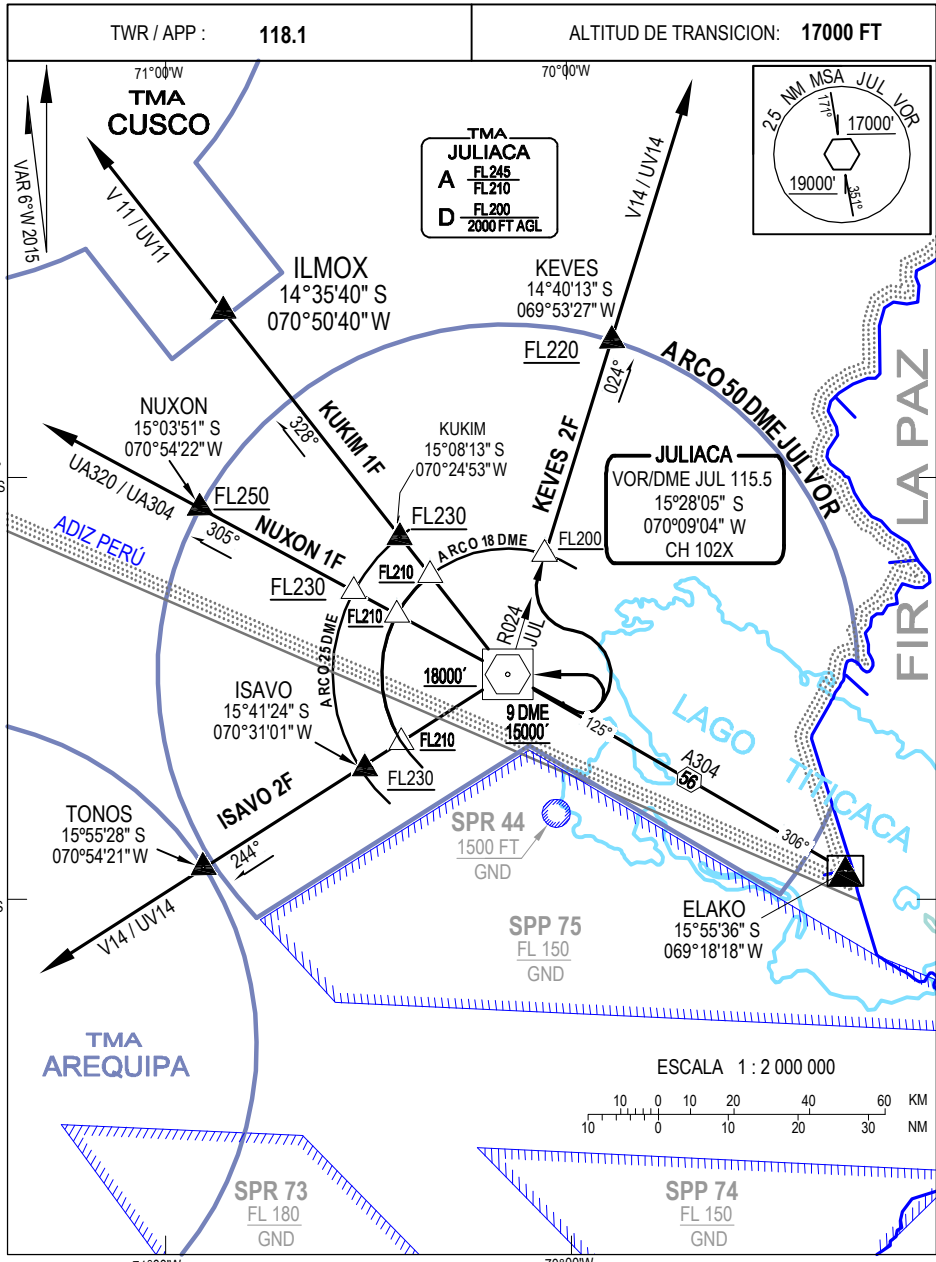 TWR / APP : 118.1
ALTITUD DE TRANSICION: 17000 FT
71°00'W
70°00'W
TMA
CUSCO
VAR 6°W 2015
V11/ UV11
TMA
JULIACA
A FL245
FL210
D FL200
2000 FT AGL
V14 / UV14
25 NM MSA JUL VOR
171°
17000'
19000'
351°
ILMOX
14°35'40" S
070°50'40" W
KEVES
14°40'13" S
069°53'27" W
FL220
024°
ARCO 50 DME JUL VOR
FIR LA PAZ
NUXON
15°03'51" S
070°54'22" W
328°
KUKIM 1F
KUKIM
15°08'13" S
070°24'53" W
KEVES 2F
JULIACA
VOR/DME JUL 115.5
15°28'05" S
070°09'04" W
CH 102X
UA320 / UA304
FL250
305°
NUXON 1F
FL230
ARCO 18 DME
FL200
S
ADIZ PERÚ
FL230
FL210
FL210
R024
JUL
ARCO 25 DME
18000'
9 DME
15000'
125°
ISAVO
15°41'24" S
070°31'01" W
FL210
FL230
LAGO TITICACA
A304
56
306°
ISAVO 2F
TONOS
15°55'28" S
070°54'21" W
244°
V14 / UV14
SPR 44
1500 FT
GND
ELAKO
15°55'36" S
069°18'18" W
S
SPP 75
FL 150
GND
TMA
AREQUIPA
ESCALA 1 : 2 000 000
10 0 10 20 40 60 KM
10 0 10 20 30 NM
SPR 73
FL 180
GND
SPP 74
FL 150
GND